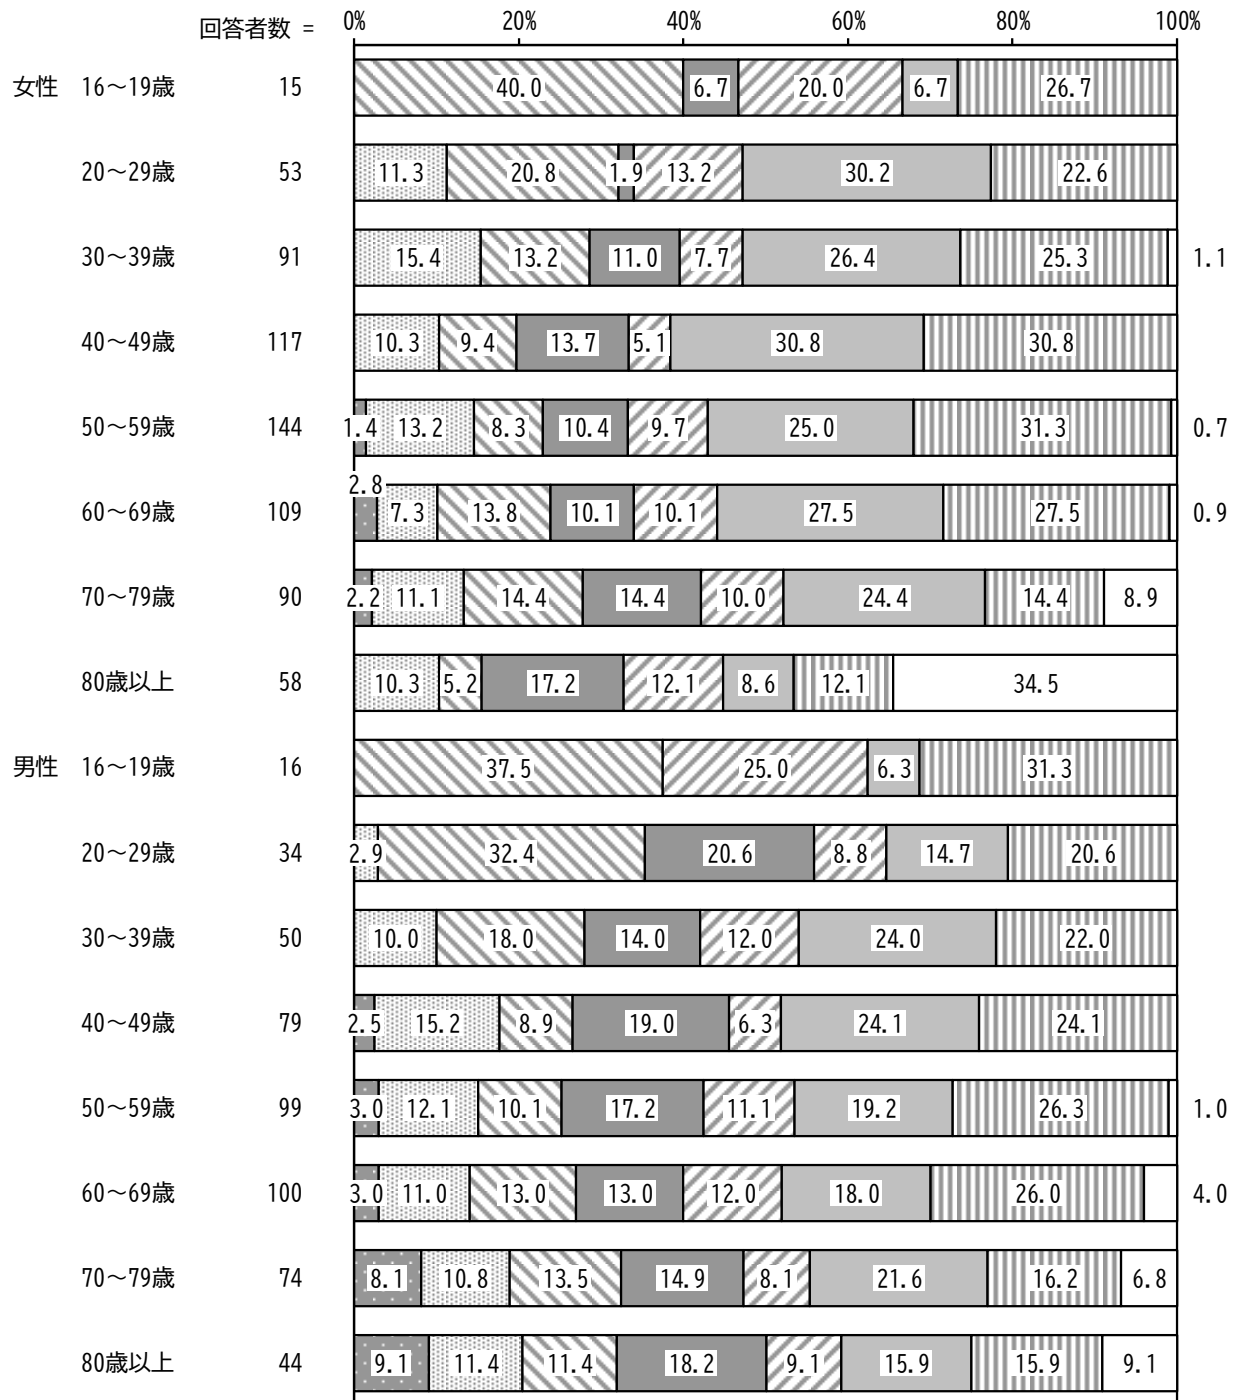 回答者数 =
0% 20% 40% 60% 80% 100%
女性 16～19歳 15 40.0 6.7 20.0 6.7 26.7
20～29歳 53 11.3 20.8 1.9 13.2 30.2 22.6
30～39歳 91 15.4 13.2 11.0 7.7 26.4 25.3 1.1
40～49歳 117 10.3 9.4 13.7 5.1 30.8 30.8
50～59歳 144 1.4 13.2 8.3 10.4 9.7 25.0 31.3 0.7
60～69歳 109 2.8 7.3 13.8 10.1 10.1 27.5 27.5 0.9
70～79歳 90 2.2 11.1 14.4 14.4 10.0 24.4 14.4 8.9
80歳以上 58 10.3 5.2 17.2 12.1 8.6 12.1 34.5
男性 16～19歳 16 37.5 25.0 6.3 31.3
20～29歳 34 2.9 32.4 20.6 8.8 14.7 20.6
30～39歳 50 10.0 18.0 14.0 12.0 24.0 22.0
40～49歳 79 2.5 15.2 8.9 19.0 6.3 24.1 24.1
50～59歳 99 3.0 12.1 10.1 17.2 11.1 19.2 26.3 1.0
60～69歳 100 3.0 11.0 13.0 13.0 12.0 18.0 26.0 4.0
70～79歳 74 8.1 10.8 13.5 14.9 8.1 21.6 16.2 6.8
80歳以上 44 9.1 11.4 11.4 18.2 9.1 15.9 15.9 9.1